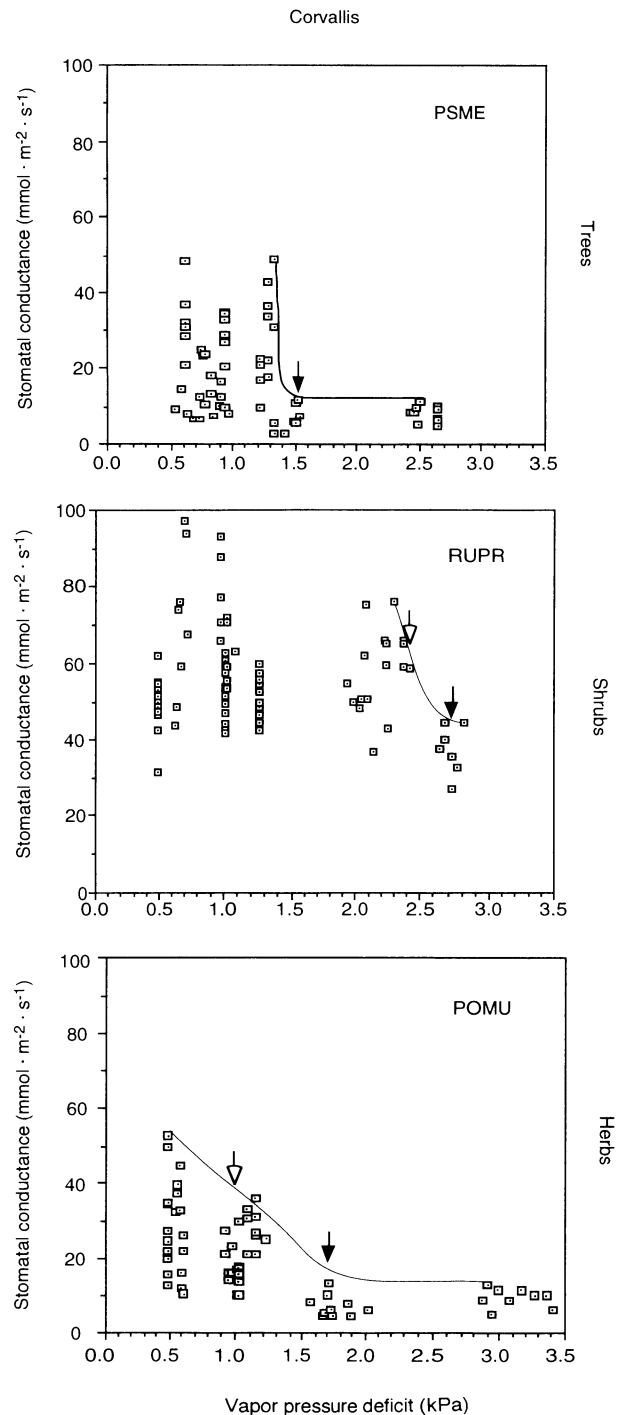 Corvallis
PSME
Trees
Stomatal conductance (mmol · m-2 · s-1)
100
80
60
40
20
0
0.0 0.5 1.0 1.5 2.0 2.5 3.0 3.5
RUPR
Shrubs
Stomatal conductance (mmol · m-2 · s-1)
100
80
60
40
20
0
0.0 0.5 1.0 1.5 2.0 2.5 3.0 3.5
POMU
Herbs
Stomatal conductance (mmol · m-2 · s-1)
100
80
60
40
20
0
0.0 0.5 1.0 1.5 2.0 2.5 3.0 3.5
Vapor pressure deficit (kPa)